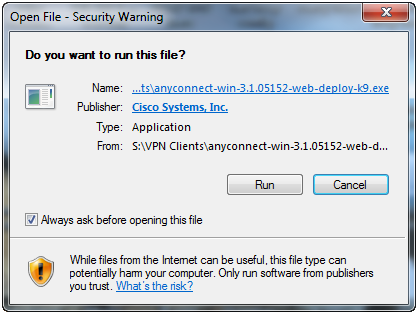 Open File - Security Warning
Do you want to run this file?
Name: ...ts\anyconnect-win-3.1.05152-web-deploy-k9.exe
Publisher: Cisco Systems, Inc.
Type: Application
From: S:\VPN Clients\anyconnect-win-3.1.05152-web-d...
Run Cancel
Always ask before opening this file
While files from the Internet can be useful, this file type can
potentially harm your computer. Only run software from publishers
you trust. What's the risk?